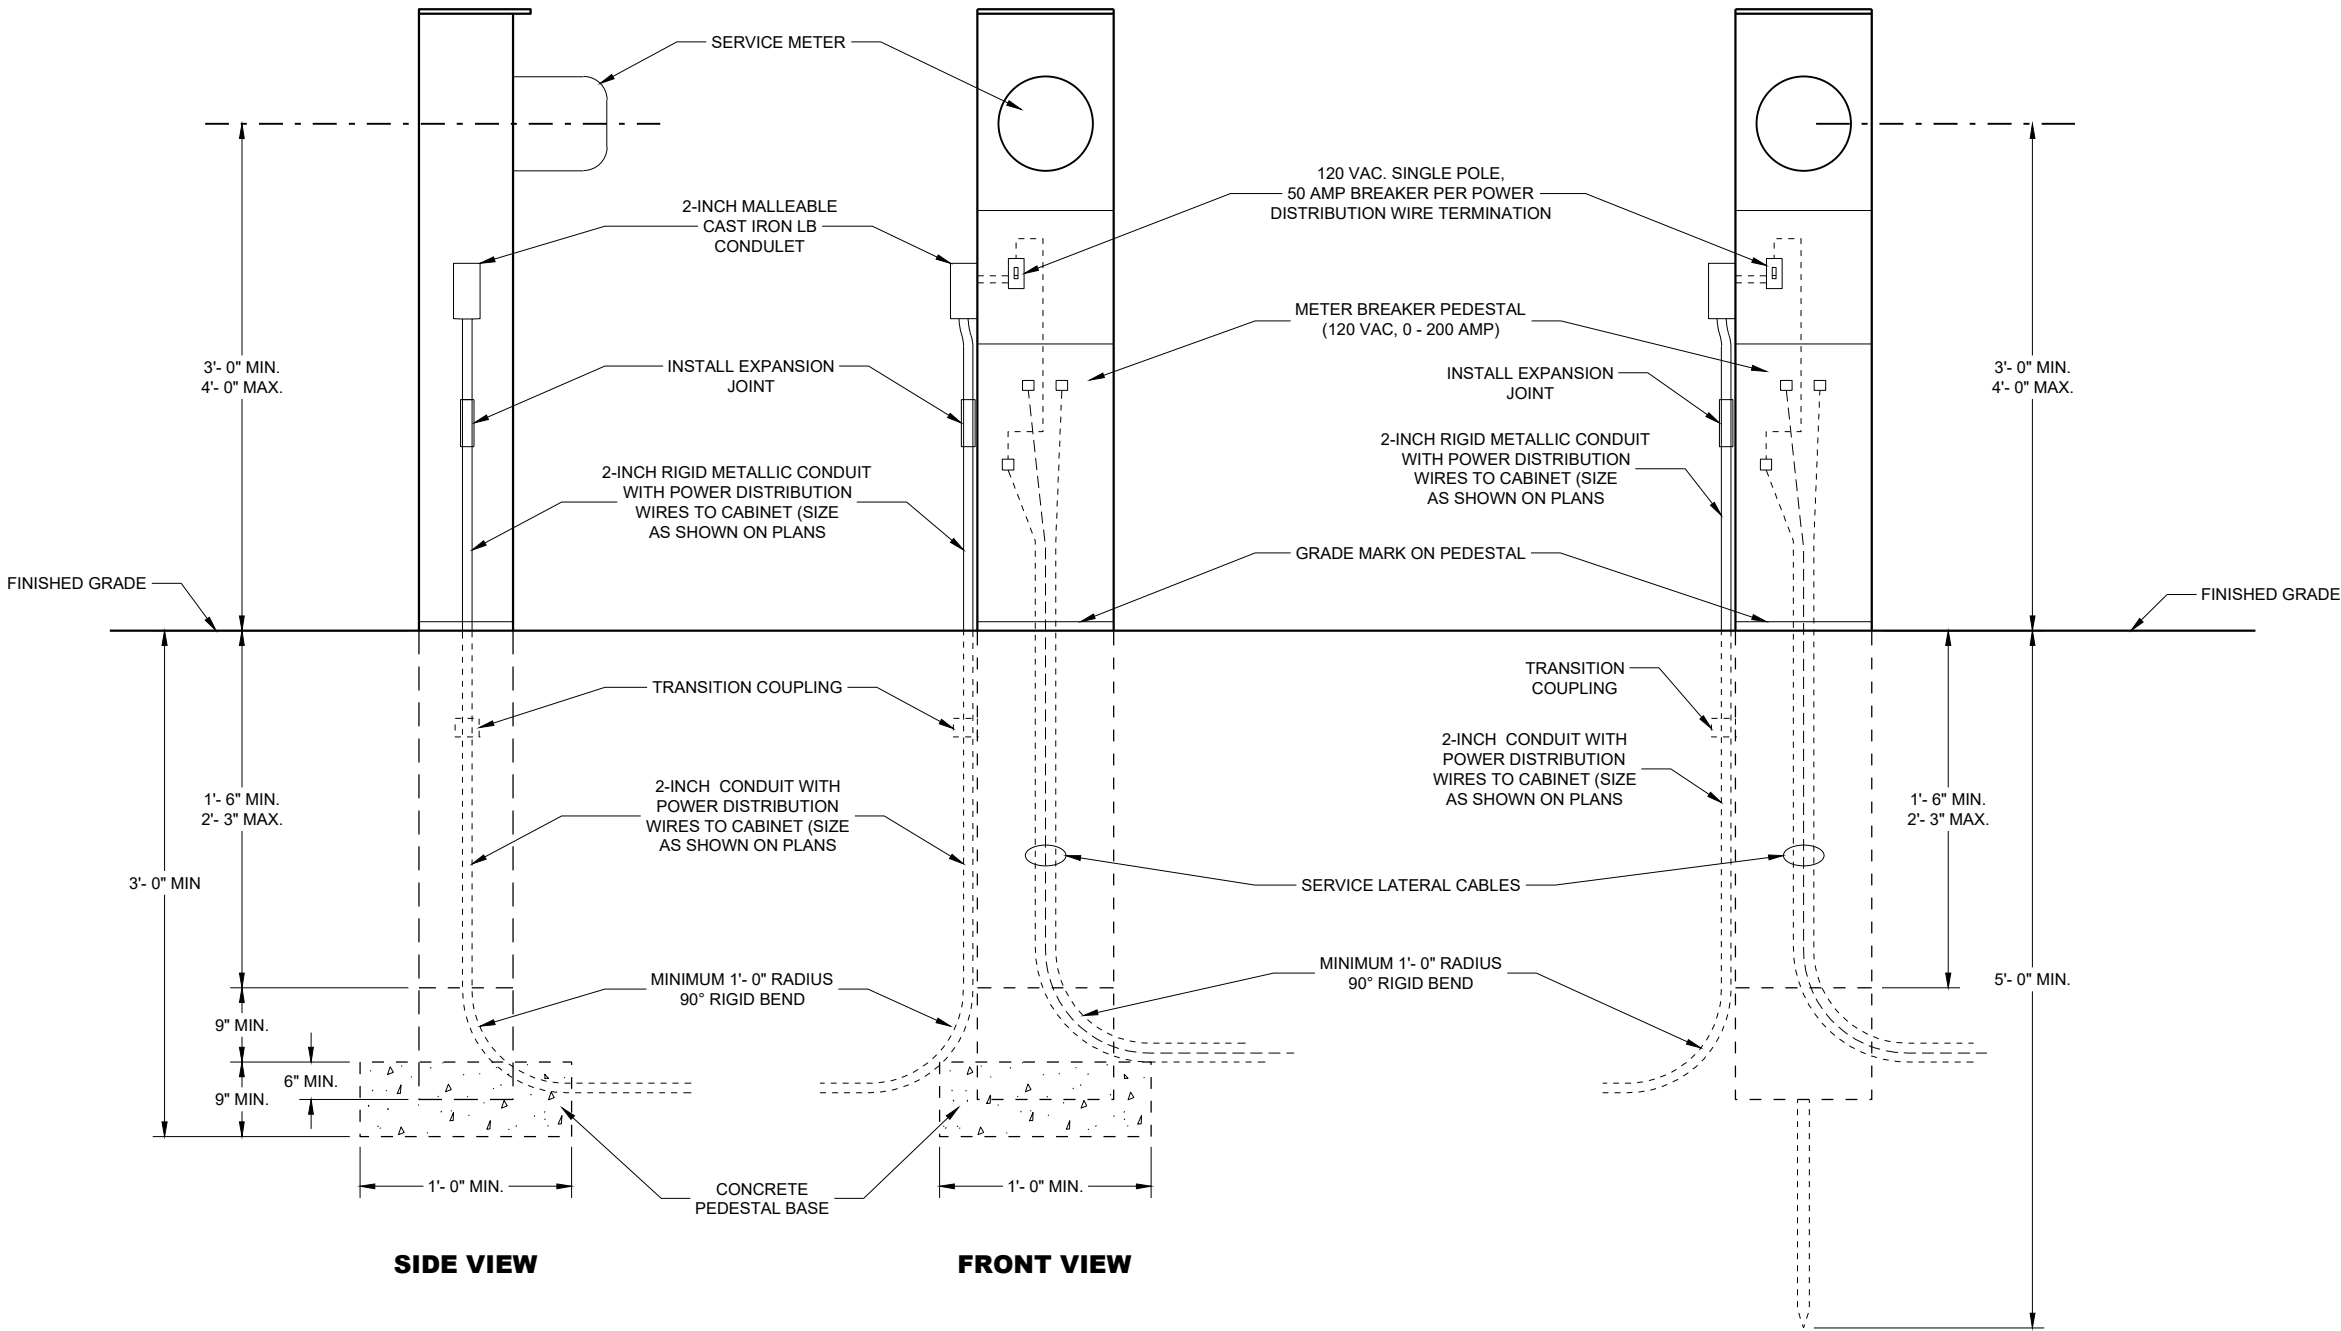 SERVICE METER
120 VAC. SINGLE POLE,
50 AMP BREAKER PER POWER
DISTRIBUTION WIRE TERMINATION
2-INCH MALLEABLE
CAST IRON LB
CONDULET
METER BREAKER PEDESTAL
(120 VAC, 0 - 200 AMP)
3'- 0" MIN.
4'- 0" MAX.
INSTALL EXPANSION
JOINT
INSTALL EXPANSION
JOINT
3'- 0" MIN.
4'- 0" MAX.
2-INCH RIGID METALLIC CONDUIT
WITH POWER DISTRIBUTION
WIRES TO CABINET (SIZE
AS SHOWN ON PLANS
2-INCH RIGID METALLIC CONDUIT
WITH POWER DISTRIBUTION
WIRES TO CABINET (SIZE
AS SHOWN ON PLANS
GRADE MARK ON PEDESTAL
FINISHED GRADE
FINISHED GRADE
TRANSITION COUPLING
TRANSITION
COUPLING
1'- 6" MIN.
2'- 3" MAX.
2-INCH CONDUIT WITH
POWER DISTRIBUTION
WIRES TO CABINET (SIZE
AS SHOWN ON PLANS
2-INCH CONDUIT WITH
POWER DISTRIBUTION
WIRES TO CABINET (SIZE
AS SHOWN ON PLANS
1'- 6" MIN.
2'- 3" MAX.
3'- 0" MIN
SERVICE LATERAL CABLES
MINIMUM 1'- 0" RADIUS
90° RIGID BEND
MINIMUM 1'- 0" RADIUS
90° RIGID BEND
5'- 0" MIN.
9" MIN.
6" MIN.
9" MIN.
1'- 0" MIN.
CONCRETE
PEDESTAL BASE
1'- 0" MIN.
SIDE VIEW
FRONT VIEW